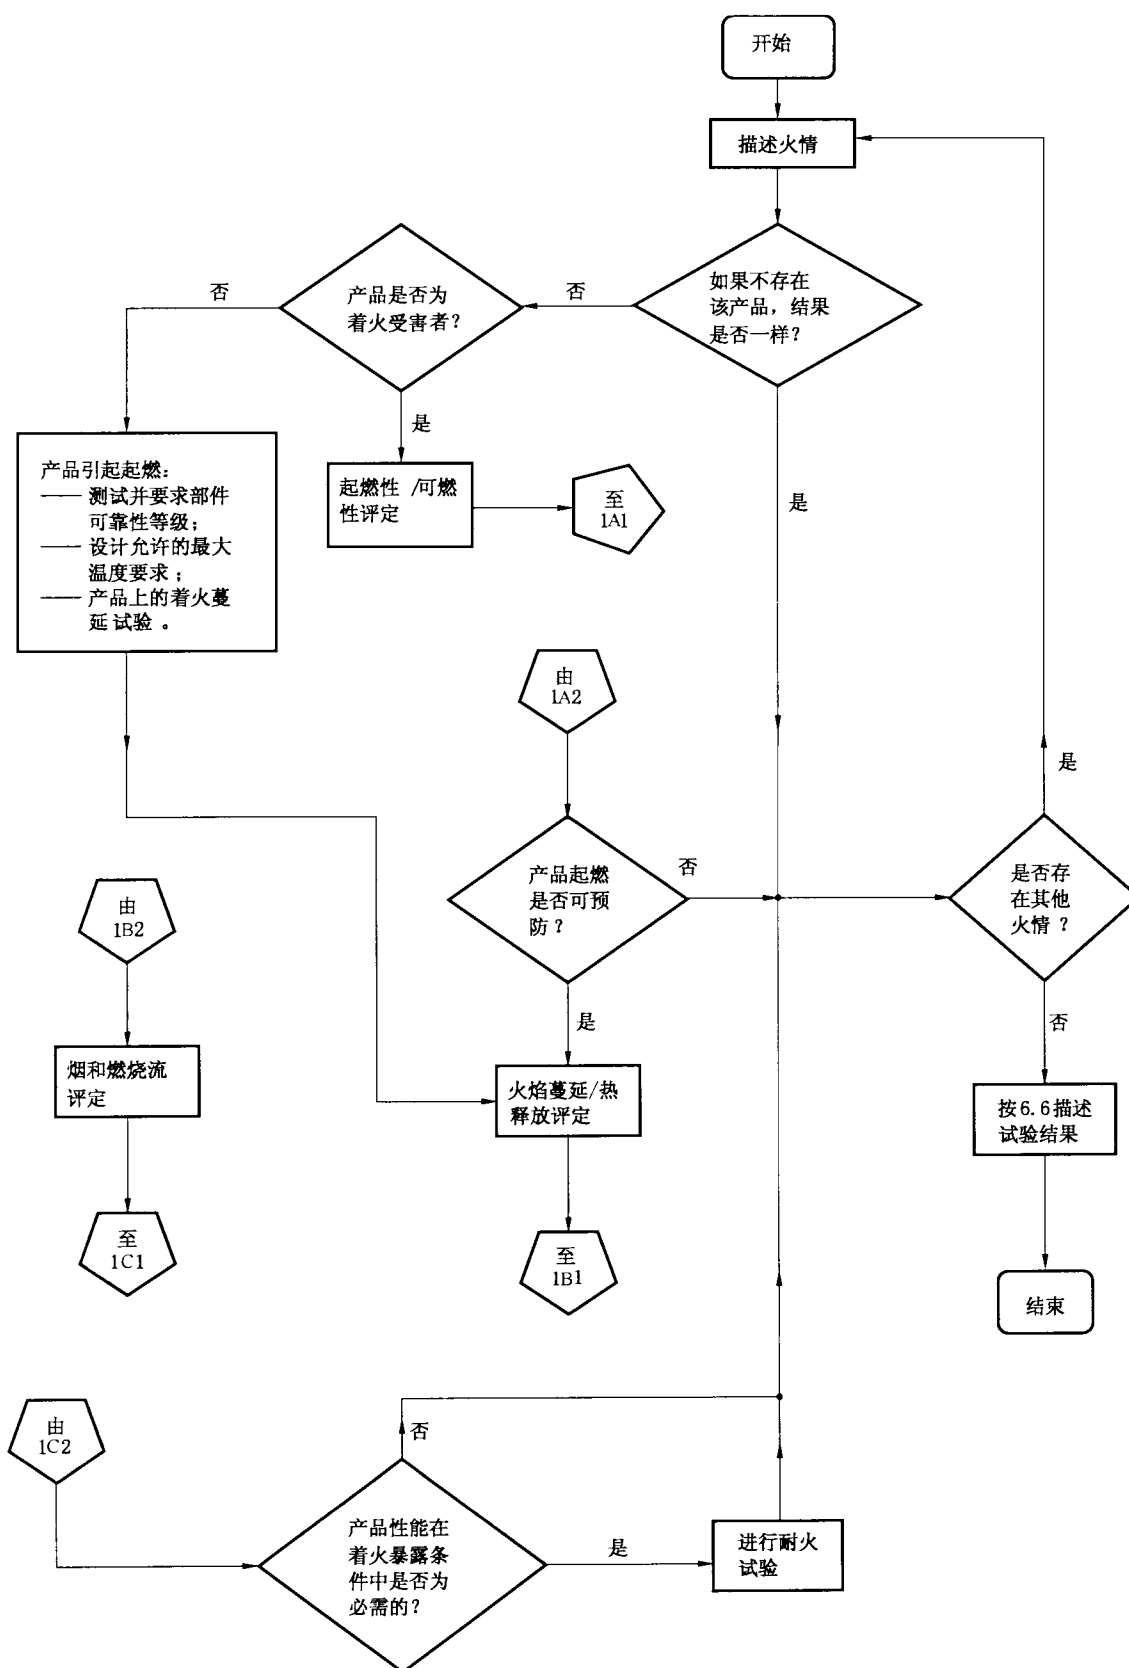 开始
描述火情
如果不存在
该产品，结果
是否一样？
否
产品是否为
着火受害者？
否
是
是
产品引起起燃：
—— 测试并要求部件
可靠性等级；
—— 设计允许的最大
温度要求；
—— 产品上的着火蔓
延试验。
起燃性/可燃
性评定
至
1A1
由
1A2
是
产品起燃
是否可预
防？
否
是否存
在其他
火情？
由
1B2
是
否
烟和燃烧流
评定
火焰蔓延/热
释放评定
按6.6描述
试验结果
至
1C1
至
1B1
结束
由
1C2
否
产品性能在
着火暴露条
件中是否为
必需的？
是
进行耐火
试验